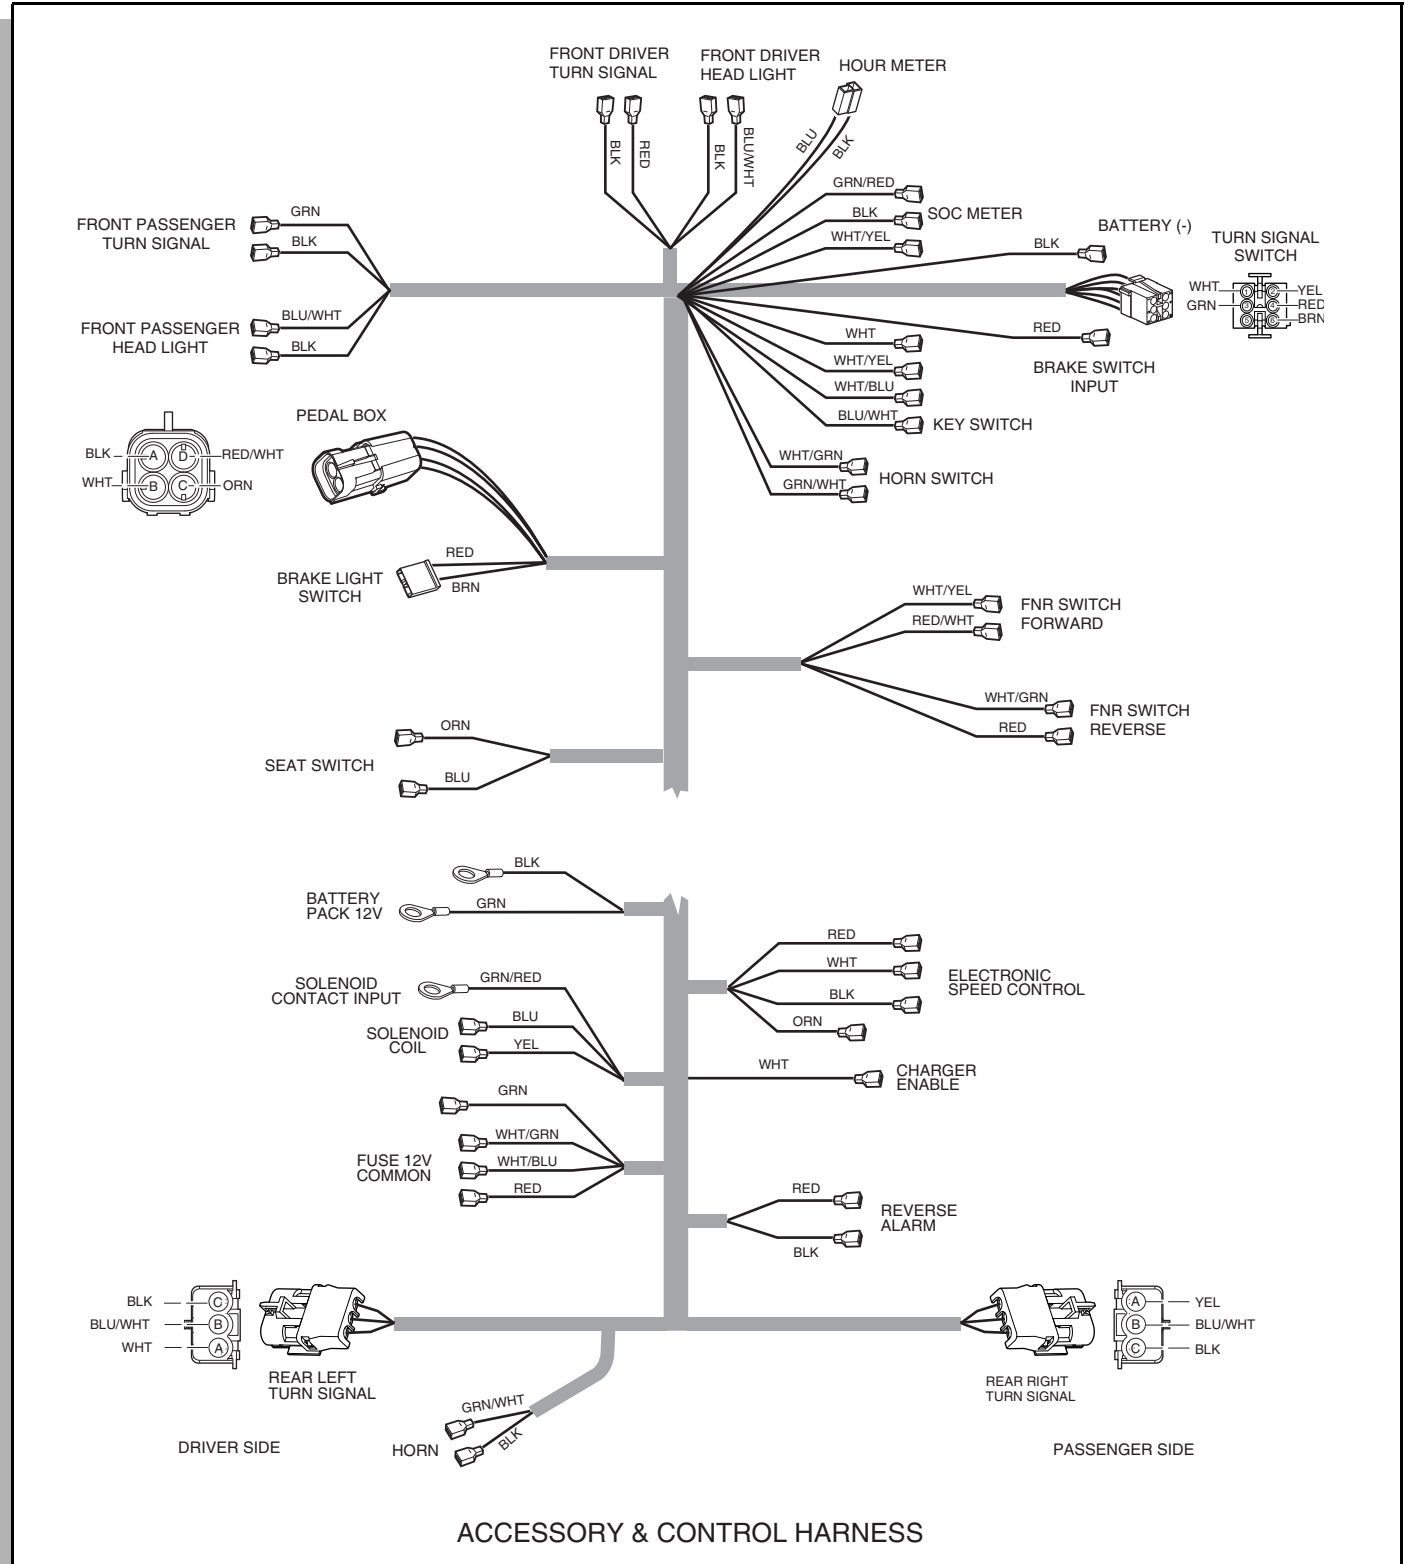 FRONT DRIVER
TURN SIGNAL
FRONT DRIVER
HEAD LIGHT
HOUR METER
BLK
RED
BLK
BLU/WHT
BLU
BLK
FRONT PASSENGER
TURN SIGNAL
GRN
BLK
FRONT PASSENGER
HEAD LIGHT
BLU/WHT
BLK
GRN/RED
BLK
WHT/YEL
SOC METER
BLK
BATTERY (-)
TURN SIGNAL
SWITCH
WHT
GRN
1
2
4
YEL
RED
BRN
RED
BRAKE SWITCH
INPUT
WHT
WHT/YEL
WHT/BLU
BLU/WHT
KEY SWITCH
WHT/GRN
GRN/WHT
HORN SWITCH
PEDAL BOX
BLK
A
D
RED/WHT
WHT
B
C
ORN
BRAKE LIGHT
SWITCH
RED
BRN
WHT/YEL
RED/WHT
FNR SWITCH
FORWARD
WHT/GRN
RED
FNR SWITCH
REVERSE
SEAT SWITCH
ORN
BLU
BATTERY
PACK 12V
BLK
GRN
SOLENOID
CONTACT INPUT
GRN/RED
SOLENOID
COIL
BLU
YEL
RED
WHT
BLK
ORN
ELECTRONIC
SPEED CONTROL
WHT
CHARGER
ENABLE
FUSE 12V
COMMON
GRN
WHT/GRN
WHT/BLU
RED
RED
BLK
REVERSE
ALARM
BLK
C
BLU/WHT
B
WHT
A
REAR LEFT
TURN SIGNAL
A
YEL
B
BLU/WHT
C
BLK
REAR RIGHT
TURN SIGNAL
GRN/WHT
BLK
HORN
DRIVER SIDE
PASSENGER SIDE
ACCESSORY & CONTROL HARNESS